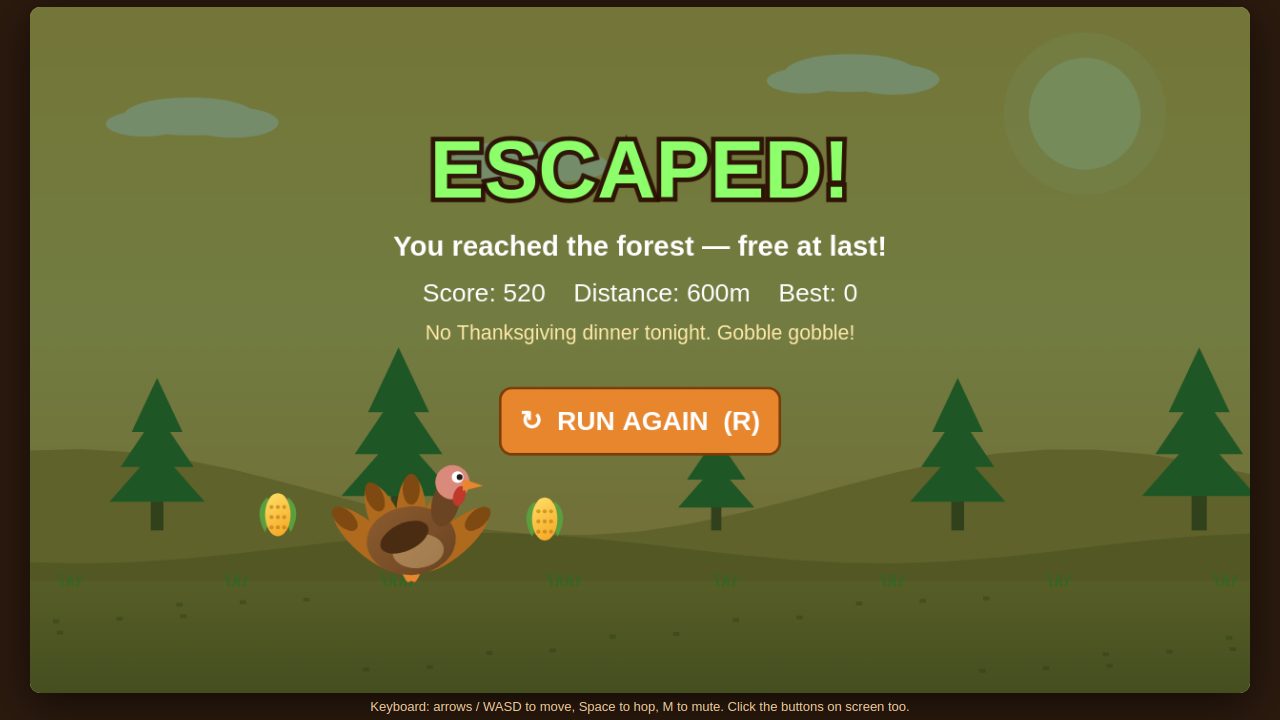 ESCAPED!
You reached the forest — free at last!
Score: 520 Distance: 600m Best: 0
No Thanksgiving dinner tonight. Gobble gobble!
↻ RUN AGAIN (R)
Keyboard: arrows / WASD to move, Space to hop, M to mute. Click the buttons on screen too.